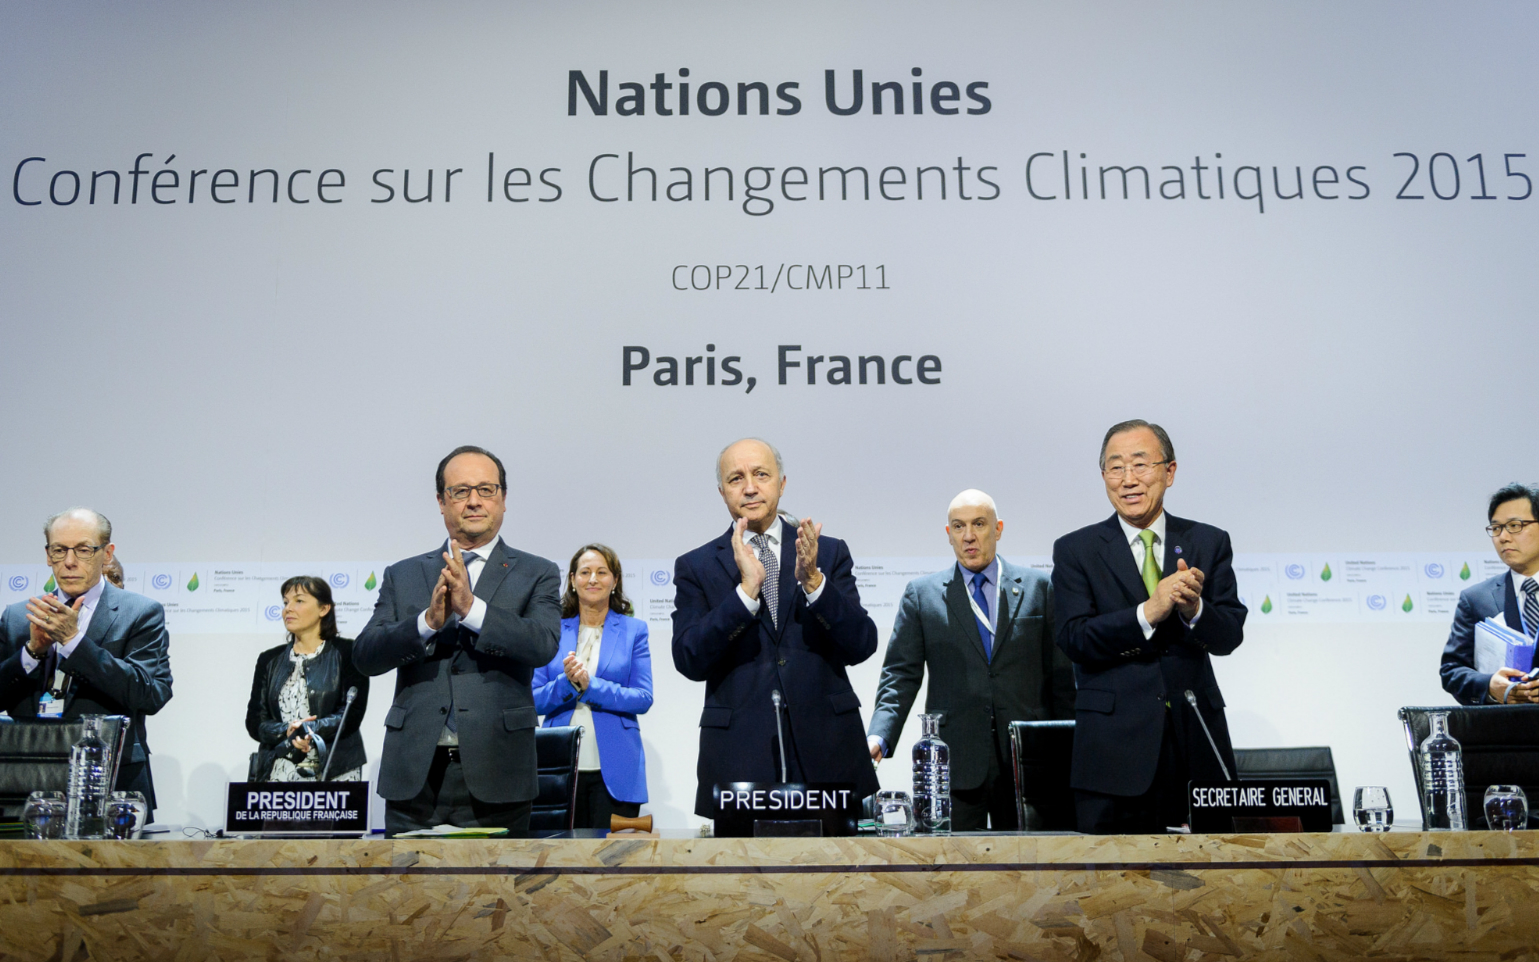 Nations Unies
Conférence sur les Changements Climatiques 2015
COP21/CMP11
Paris, France
PRESIDENT
DE LA REPUBLIQUE FRANÇAISE
PRESIDENT
SECRETAIRE GENERAL